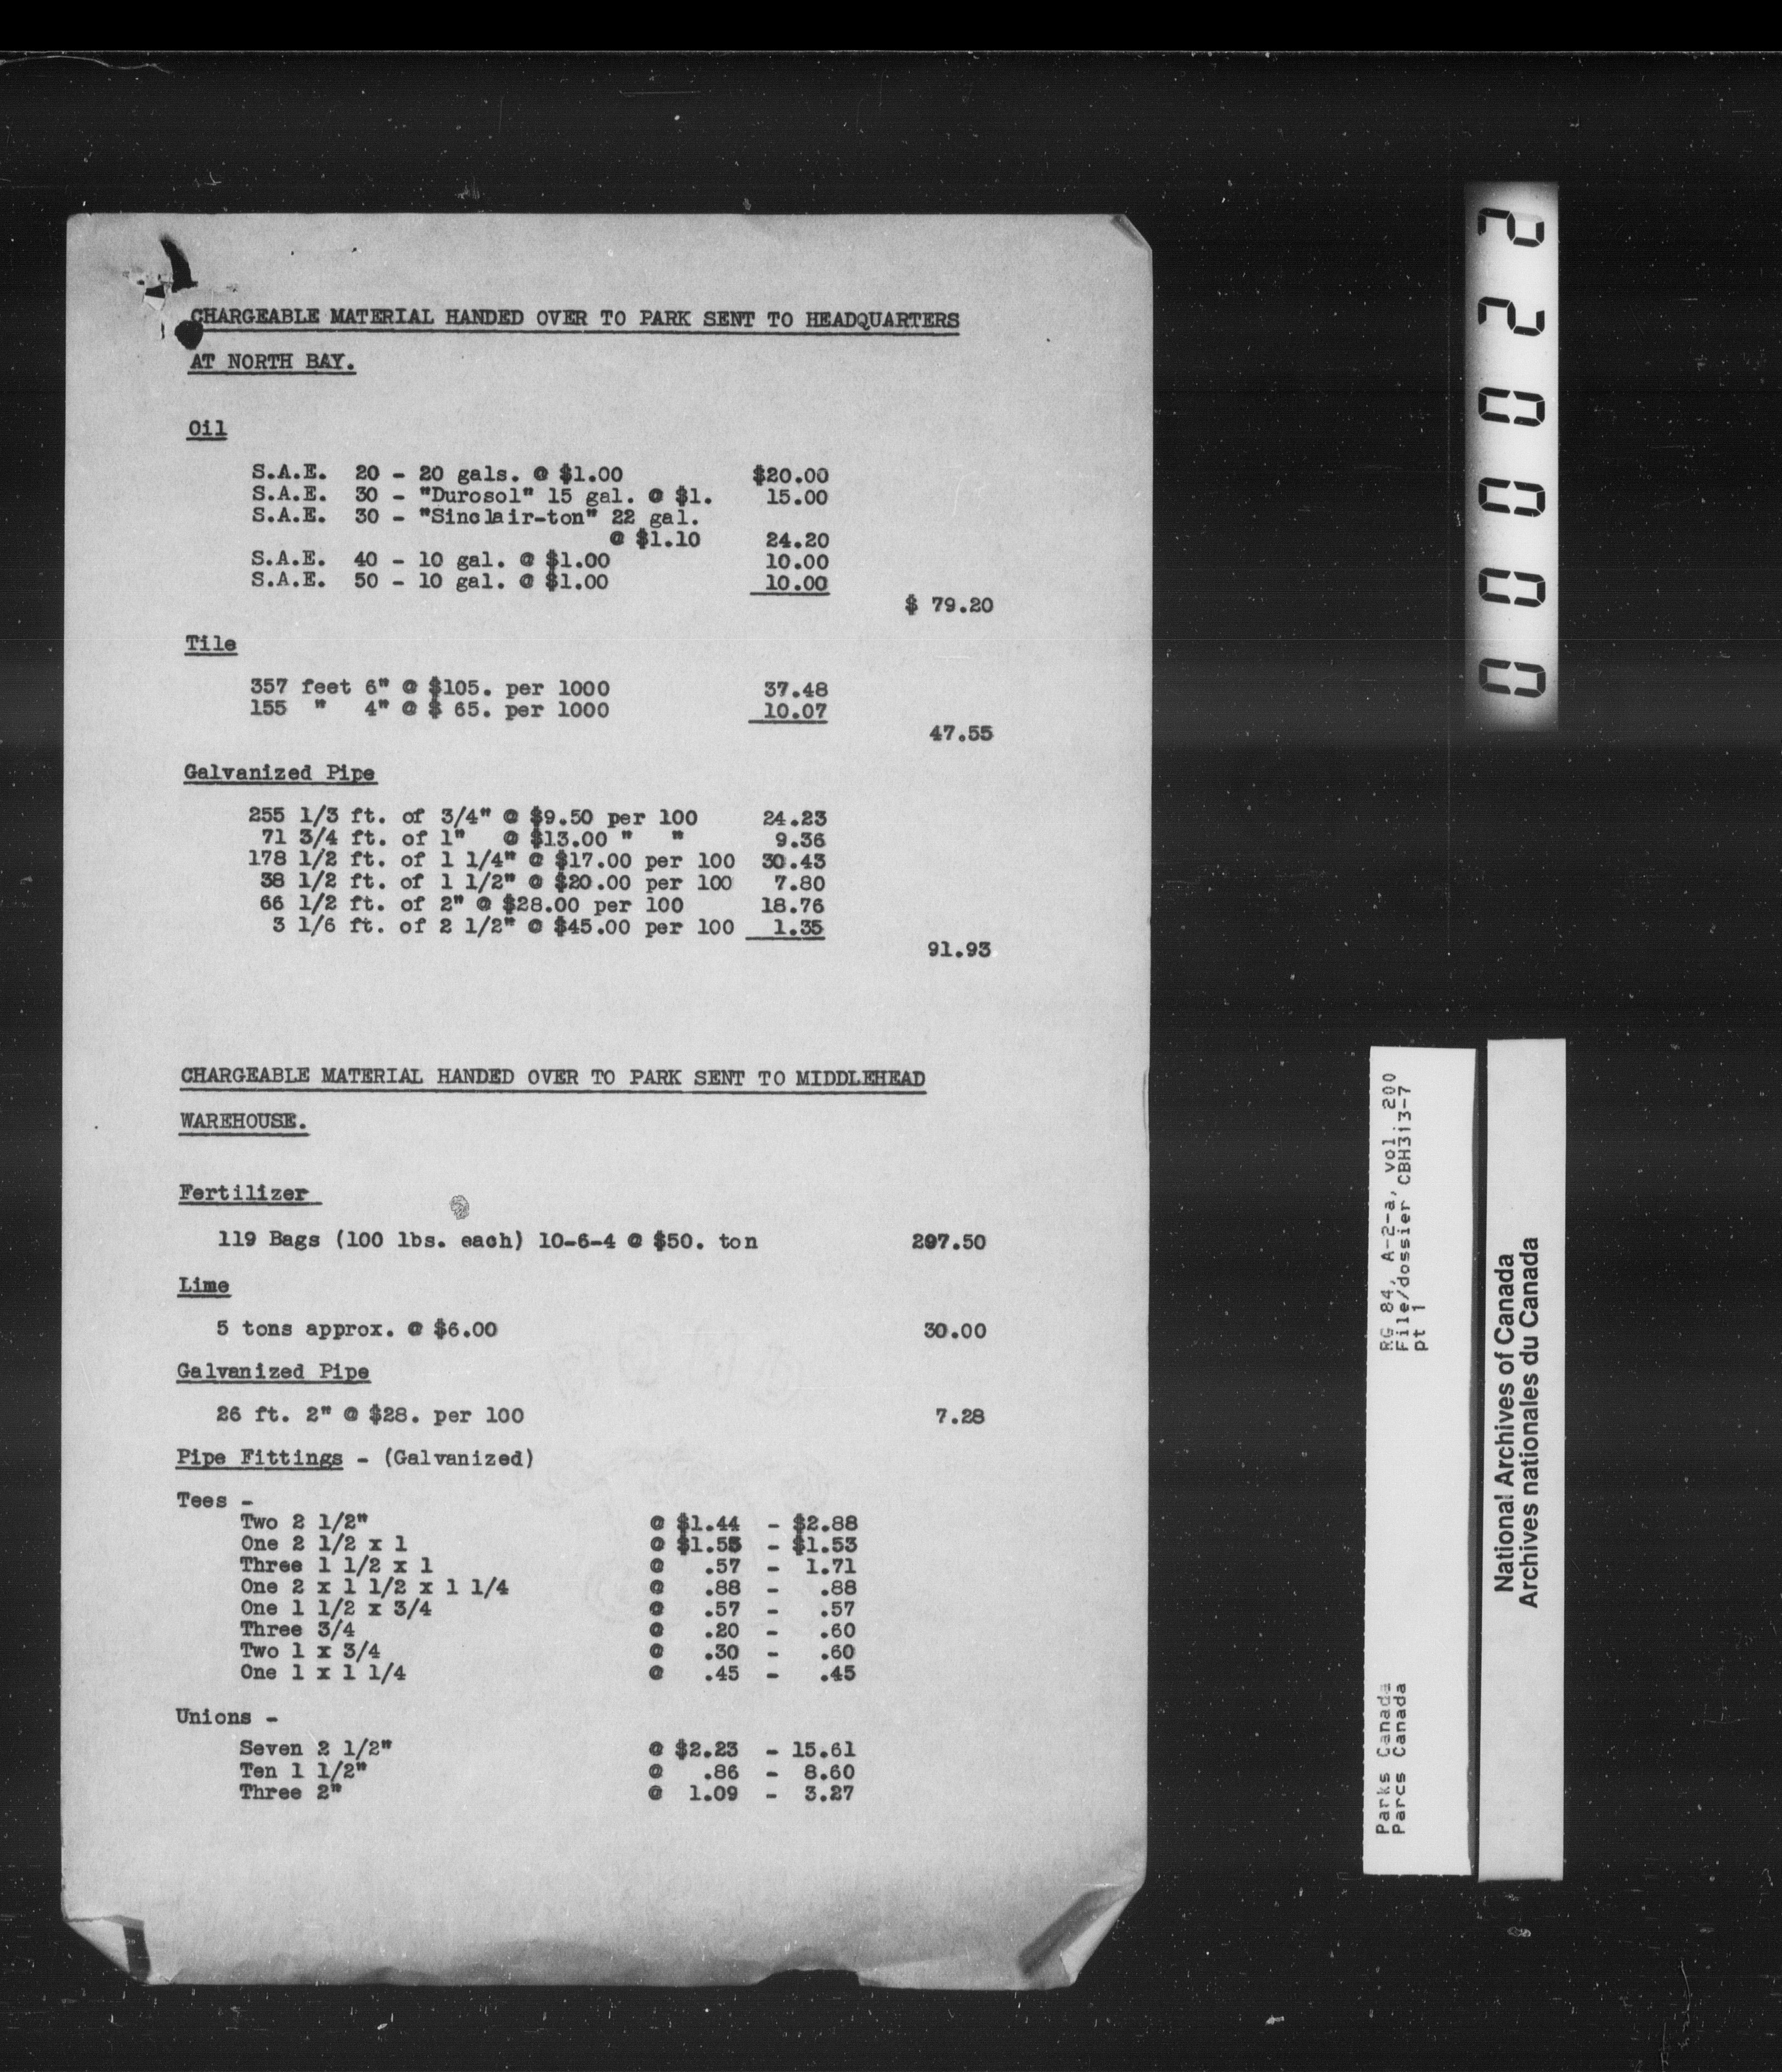 CHARGEABLE MATERIAL HANDED OVER TO PARK SENT TO HEADQUARTERS
AT NORTH BAY.
Oil
S.A.E. 20 - 20 gals. @ $1.00 $20.00
S.A.E. 30 - "Durosol" 15 gal. @ $1. 15.00
S.A.E. 30 - "Sinclair-ton" 22 gal.
@ $1.10 24.20
S.A.E. 40 - 10 gal. @ $1.00 10.00
S.A.E. 50 - 10 gal. @ $1.00 10.00
$ 79.20
Tile
357 feet 6" @ $105. per 1000 37.48
155 " 4" @ $ 65. per 1000 10.07
47.55
Galvanized Pipe
255 1/3 ft. of 3/4" @ $9.50 per 100 24.23
71 3/4 ft. of 1" @ $13.00 " " 9.36
178 1/2 ft. of 1 1/4" @ $17.00 per 100 30.43
38 1/2 ft. of 1 1/2" @ $20.00 per 100 7.80
66 1/2 ft. of 2" @ $28.00 per 100 18.76
3 1/6 ft. of 2 1/2" @ $45.00 per 100 1.35
91.93
CHARGEABLE MATERIAL HANDED OVER TO PARK SENT TO MIDDLEHEAD
WAREHOUSE.
Fertilizer
119 Bags (100 lbs. each) 10-6-4 @ $50. ton 297.50
Lime
5 tons approx. @ $6.00 30.00
Galvanized Pipe
26 ft. 2" @ $28. per 100 7.28
Pipe Fittings - (Galvanized)
Tees -
Two 2 1/2" @ $1.44 - $2.88
One 2 1/2 x 1 @ $1.53 - $1.53
Three 1 1/2 x 1 @ .57 - 1.71
One 2 x 1 1/2 x 1 1/4 @ .88 - .88
One 1 1/2 x 3/4 @ .57 - .57
Three 3/4 @ .20 - .60
Two 1 x 3/4 @ .30 - .60
One 1 x 1 1/4 @ .45 - .45
Unions -
Seven 2 1/2" @ $2.23 - 15.61
Ten 1 1/2" @ .86 - 8.60
Three 2" @ 1.09 - 3.27
000022
Parks Canada RG 84, A-2-a, vol. 200
Parcs Canada File/dossier CBH313-7
pt 1
National Archives of Canada
Archives nationales du Canada